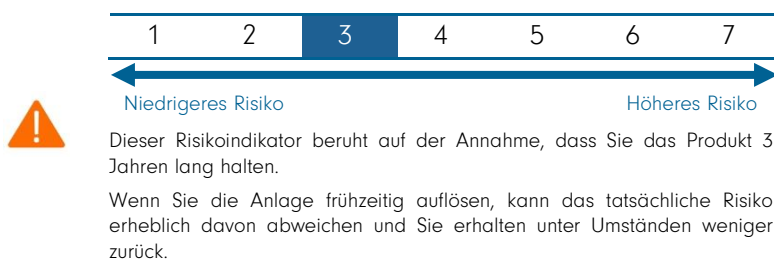 1 2 3 4 5 6 7
Niedrigeres Risiko Höheres Risiko
Dieser Risikoindikator beruht auf der Annahme, dass Sie das Produkt 3
Jahren lang halten.
Wenn Sie die Anlage frühzeitig auflösen, kann das tatsächliche Risiko
erheblich davon abweichen und Sie erhalten unter Umständen weniger
zurück.